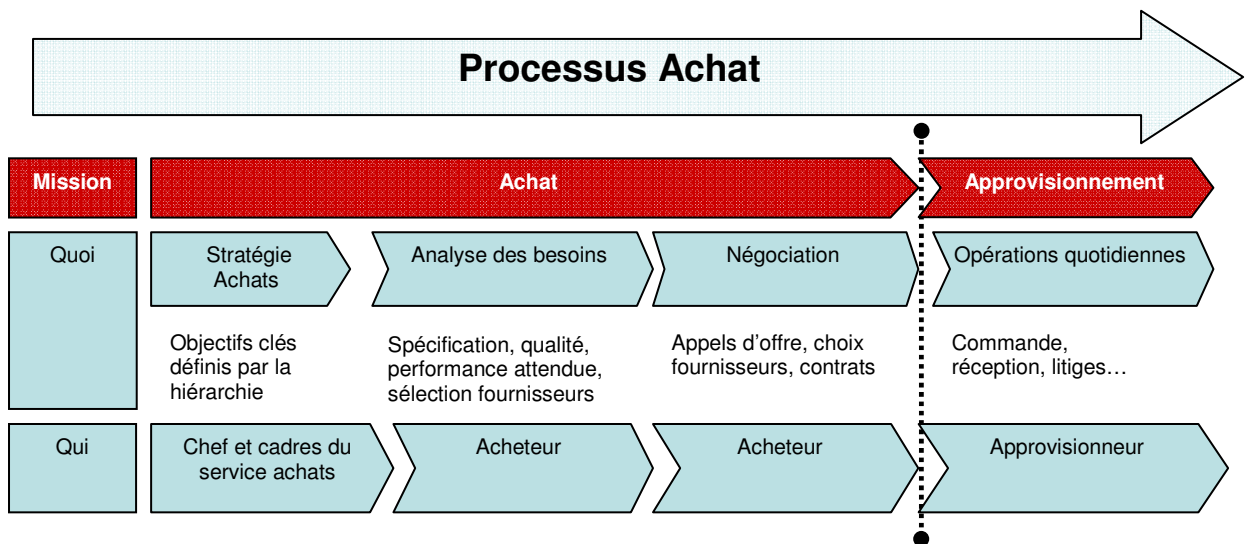 Processus Achat
Mission
Achat
Approvisionnement
Quoi
Stratégie
Achats
Analyse des besoins
Négociation
Opérations quotidiennes
Objectifs clés
définis par la
hiérarchie
Spécification, qualité,
performance attendue,
sélection fournisseurs
Appels d'offre, choix
fournisseurs, contrats
Commande,
réception, litiges…
Qui
Chef et cadres du
service achats
Acheteur
Acheteur
Approvisionneur